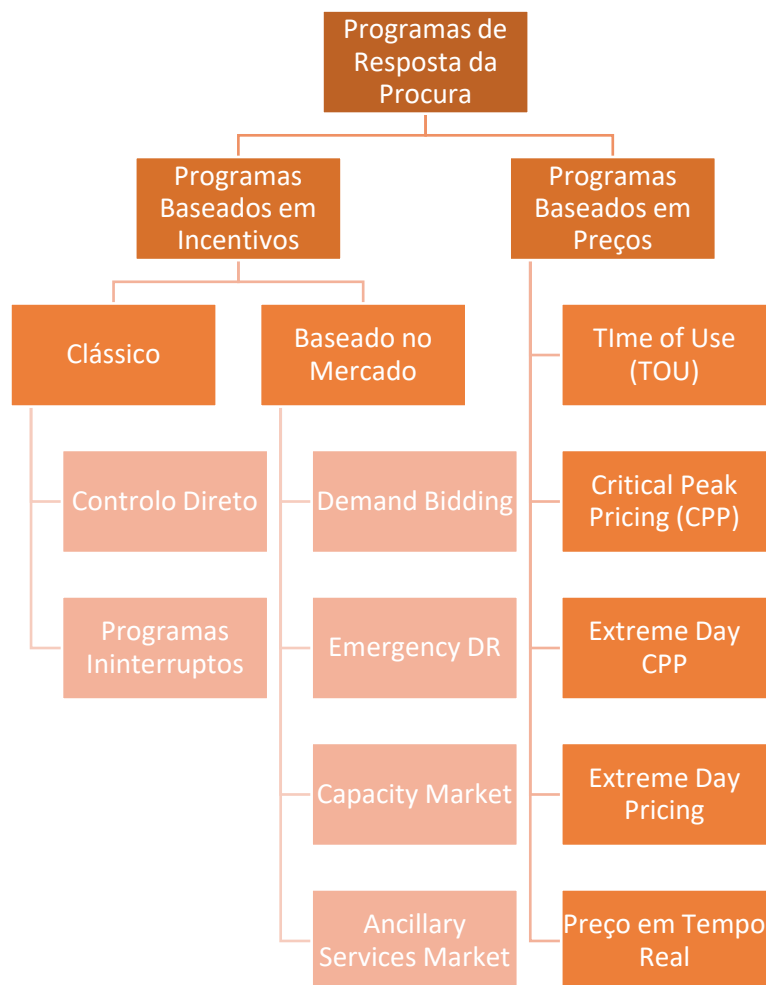 Programas de
Resposta da
Procura
Programas
Baseados em
Incentivos
Programas
Baseados em
Preços
Clássico
Baseado no
Mercado
TIme of Use
(TOU)
Controlo Direto
Demand Bidding
Critical Peak
Pricing (CPP)
Programas
Ininterruptos
Emergency DR
Extreme Day
CPP
Capacity Market
Extreme Day
Pricing
Ancillary
Services Market
Preço em Tempo
Real